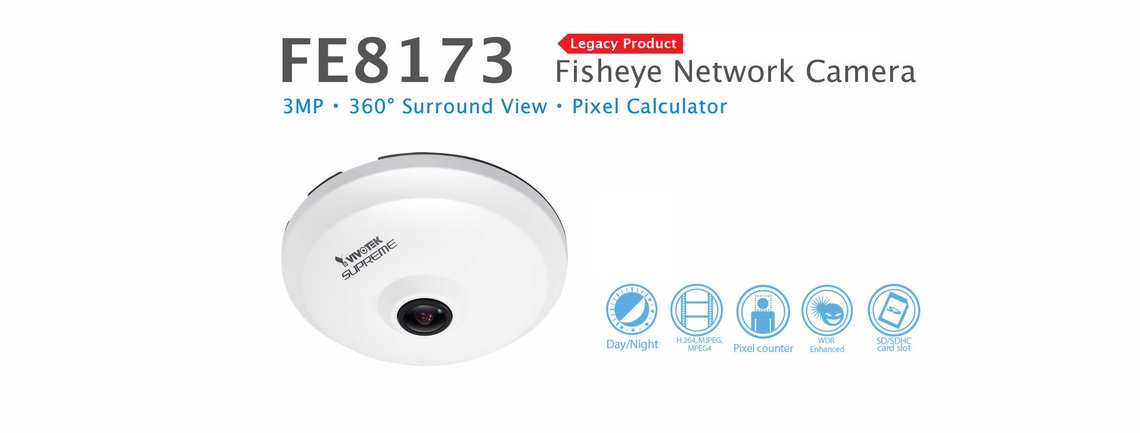 FE8173
Legacy Product
Fisheye Network Camera
3MP • 360° Surround View • Pixel Calculator
VIVOTEK
SUPREME
Day/Night
H.264, MJPEG,
MPEG4
Pixel counter
WDR
Enhanced
SD
SD/SDHC
card slot